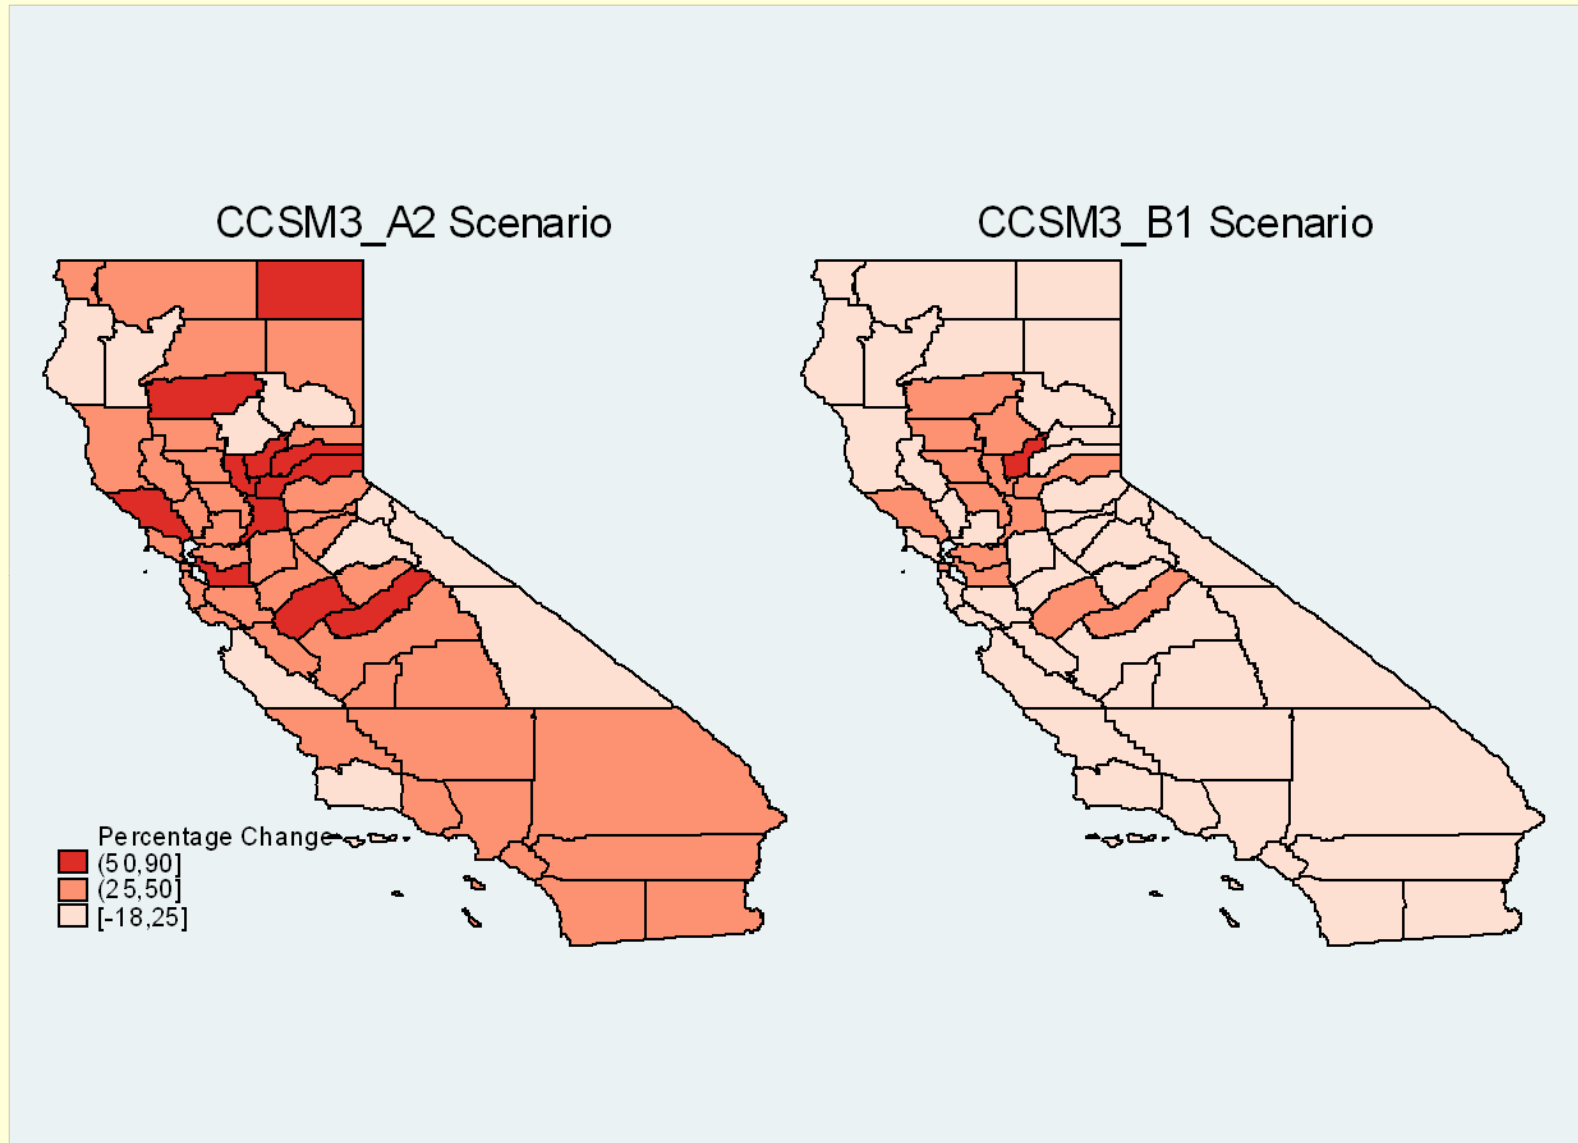 CCSM3_A2 Scenario
CCSM3_B1 Scenario
Percentage Change
(50,90]
(25,50]
[-18,25]